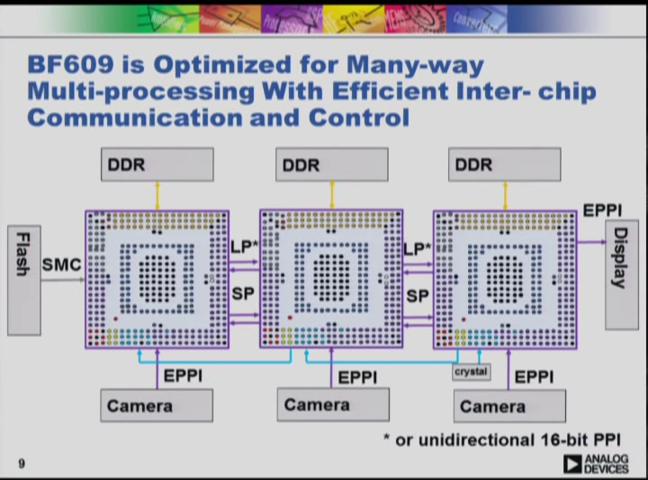 BF609 is Optimized for Many-way
Multi-processing With Efficient Inter- chip
Communication and Control
DDR
DDR
DDR
EPPI
Flash
SMC
LP*
LP*
Display
SP
SP
EPPI
EPPI
crystal
EPPI
Camera
Camera
Camera
* or unidirectional 16-bit PPI
9
ANALOG
DEVICES